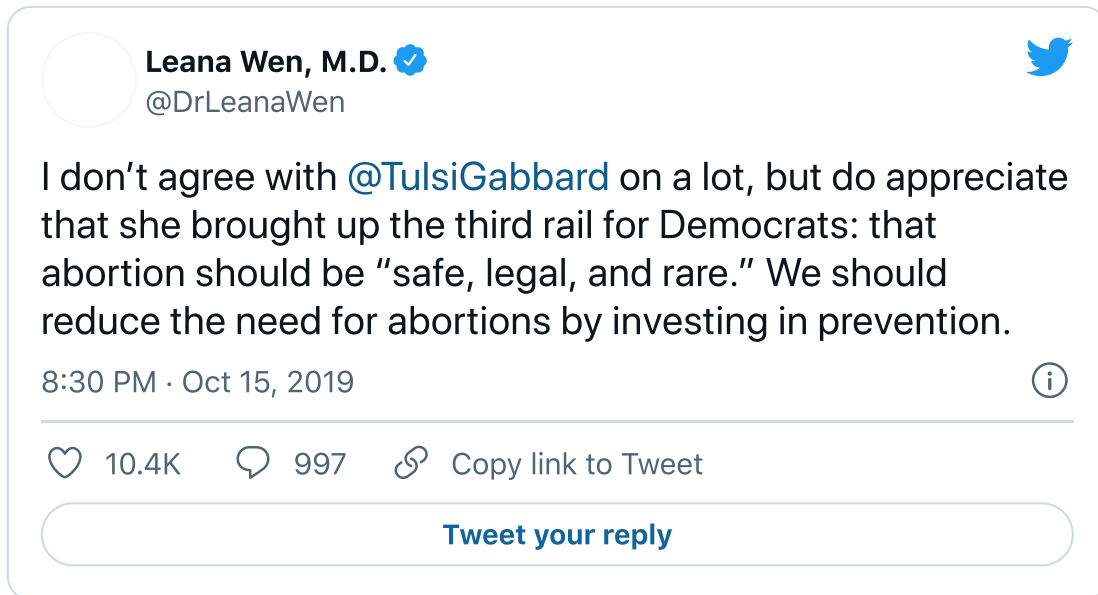 Leana Wen, M.D.
@DrLeanaWen
I don’t agree with @TulsiGabbard on a lot, but do appreciate
that she brought up the third rail for Democrats: that
abortion should be “safe, legal, and rare.” We should
reduce the need for abortions by investing in prevention.
8:30 PM · Oct 15, 2019
10.4K 997 Copy link to Tweet
Tweet your reply